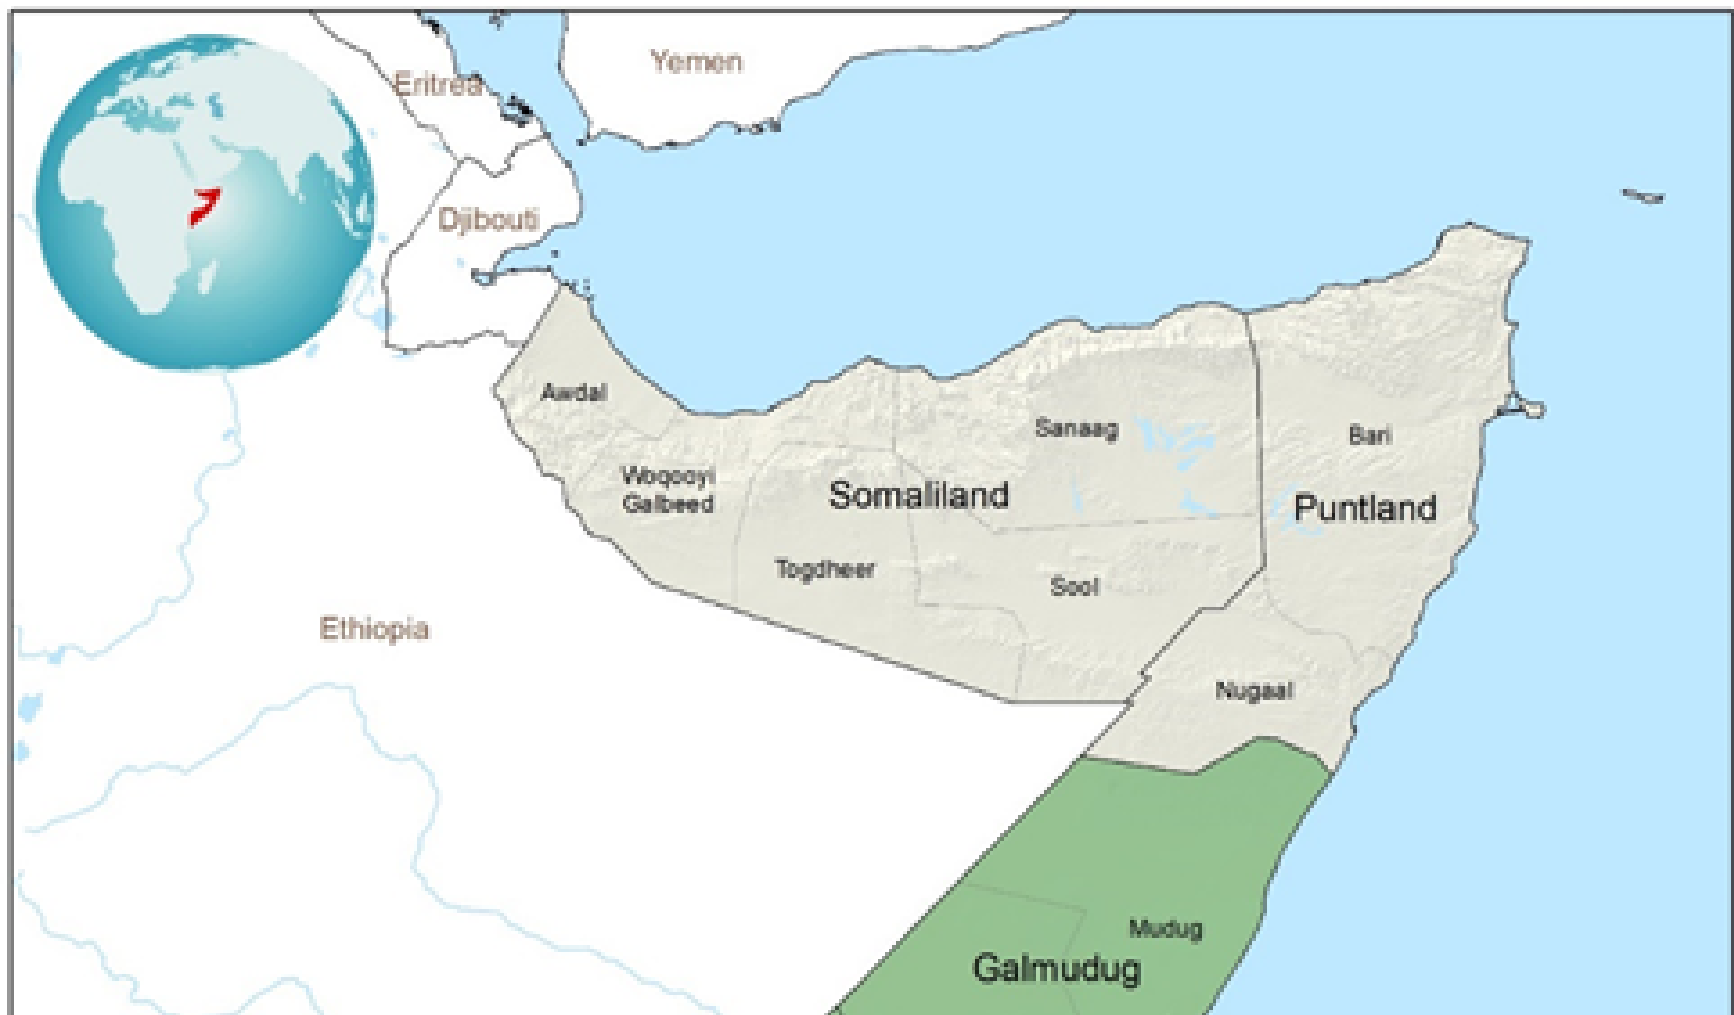 Yemen
Eritrea
Djibouti
Awdal
Sanaag
Bari
Woqooyi
Galbeed
Somaliland
Puntland
Togdheer
Sool
Ethiopia
Nugaal
Mudug
Galmudug